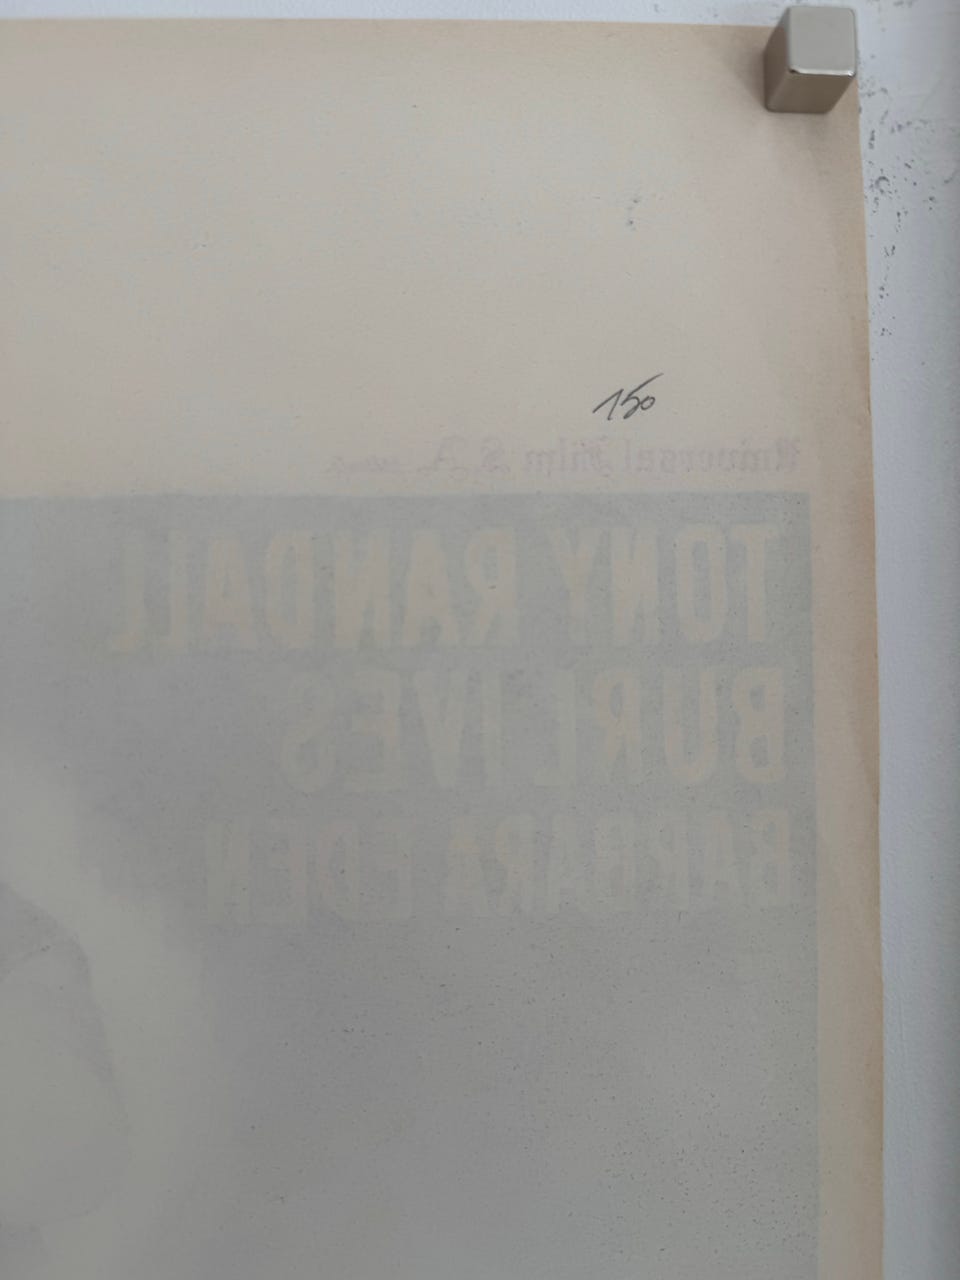 150
Universal Film S.A.
TONY RANDALL
BURL IVES
BARBARA EDEN